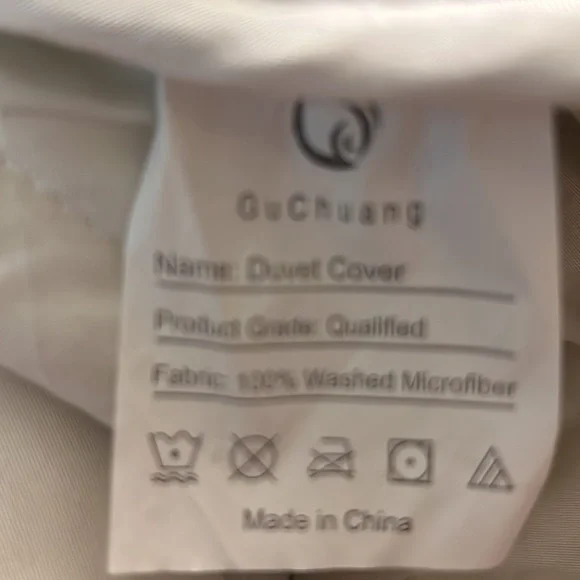 GuChuang
Name: Duvet Cover
Product Grade: Qualified
Fabric: 100% Washed Microfiber
Made in China